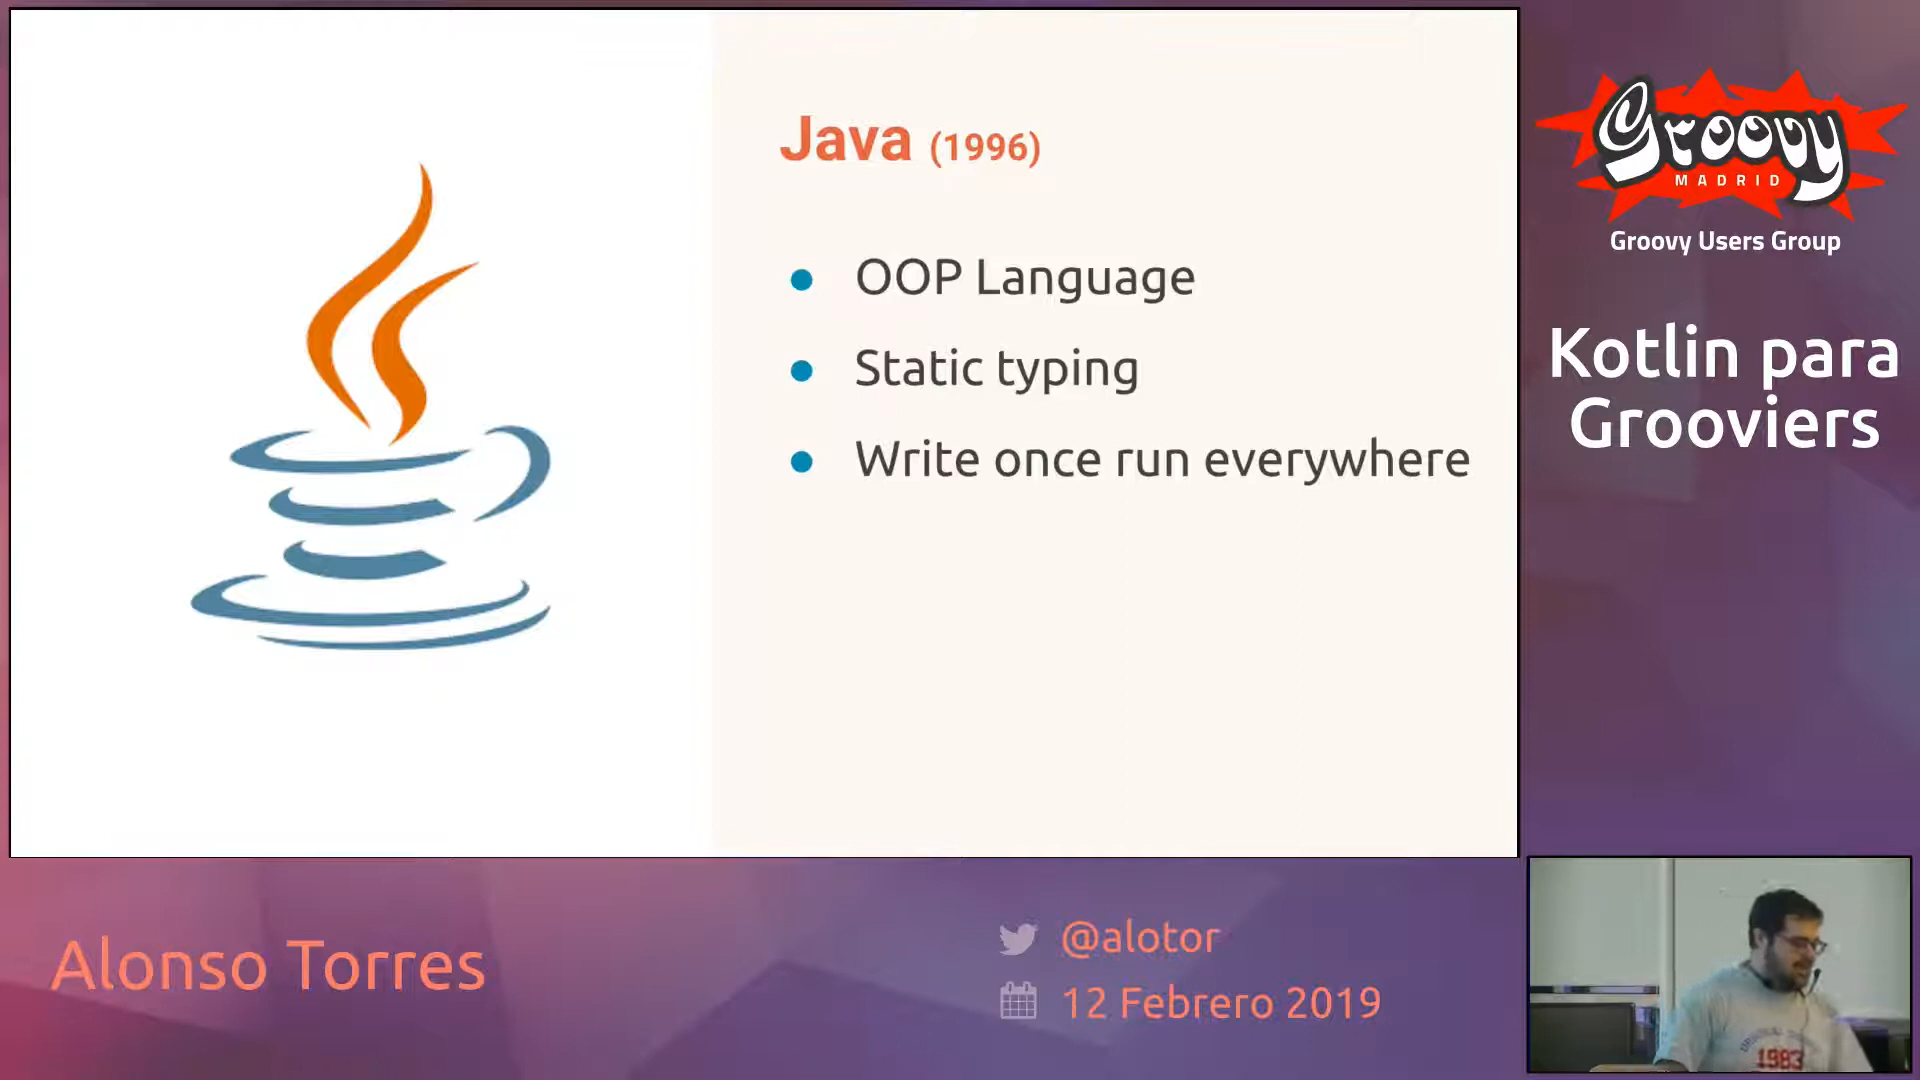 Java (1996)
● OOP Language
● Static typing
● Write once run everywhere
Groovy
MADRID
Groovy Users Group
Kotlin para
Grooviers
Alonso Torres
@alotor
12 Febrero 2019
1983